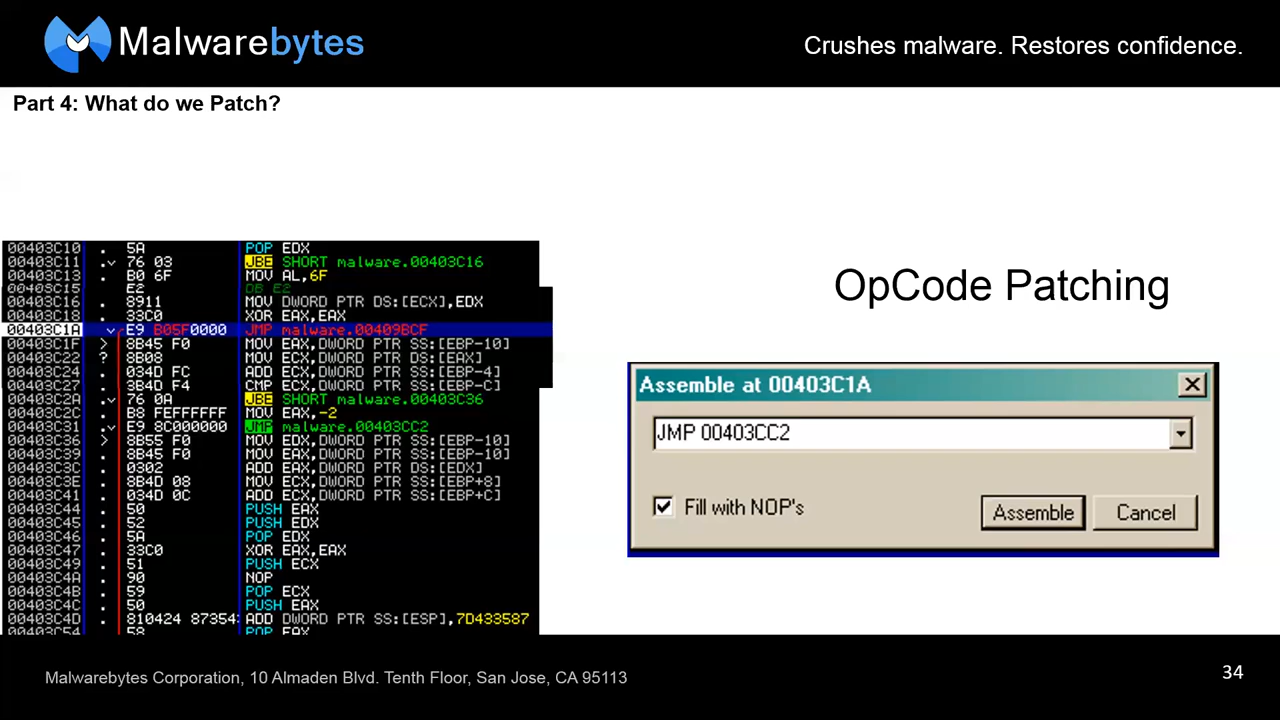 Malwarebytes
Crushes malware. Restores confidence.
Part 4: What do we Patch?
00403C10 . 5A POP EDX
00403C11 .v 76 03 JBE SHORT malware.00403C16
00403C13 . B0 6F MOV AL,6F
00403C15 E2 DB E2
00403C16 . 8911 MOV DWORD PTR DS:[ECX],EDX
00403C18 . 33C0 XOR EAX,EAX
00403C1A v E9 B05F0000 JMP malware.00409BCF
00403C1F > 8B45 F0 MOV EAX,DWORD PTR SS:[EBP-10]
00403C22 ? 8B08 MOV ECX,DWORD PTR DS:[EAX]
00403C24 . 034D FC ADD ECX,DWORD PTR SS:[EBP-4]
00403C27 . 3B4D F4 CMP ECX,DWORD PTR SS:[EBP-C]
00403C2A .v 76 0A JBE SHORT malware.00403C36
00403C2C . B8 FEFFFFFF MOV EAX,-2
00403C31 .v E9 8C000000 JMP malware.00403CC2
00403C36 > 8B55 F0 MOV EDX,DWORD PTR SS:[EBP-10]
00403C39 . 8B45 F0 MOV EAX,DWORD PTR SS:[EBP-10]
00403C3C . 0302 ADD EAX,DWORD PTR DS:[EDX]
00403C3E . 8B4D 08 MOV ECX,DWORD PTR SS:[EBP+8]
00403C41 . 034D 0C ADD ECX,DWORD PTR SS:[EBP+C]
00403C44 . 50 PUSH EAX
00403C45 . 52 PUSH EDX
00403C46 . 5A POP EDX
00403C47 . 33C0 XOR EAX,EAX
00403C49 . 51 PUSH ECX
00403C4A . 90 NOP
00403C4B . 59 POP ECX
00403C4C . 50 PUSH EAX
00403C4D . 810424 87354 ADD DWORD PTR SS:[ESP],7D433587
00403C54 . 58 POP EAX
OpCode Patching
Assemble at 00403C1A
JMP 00403CC2
Fill with NOP's
Assemble Cancel
Malwarebytes Corporation, 10 Almaden Blvd. Tenth Floor, San Jose, CA 95113
34